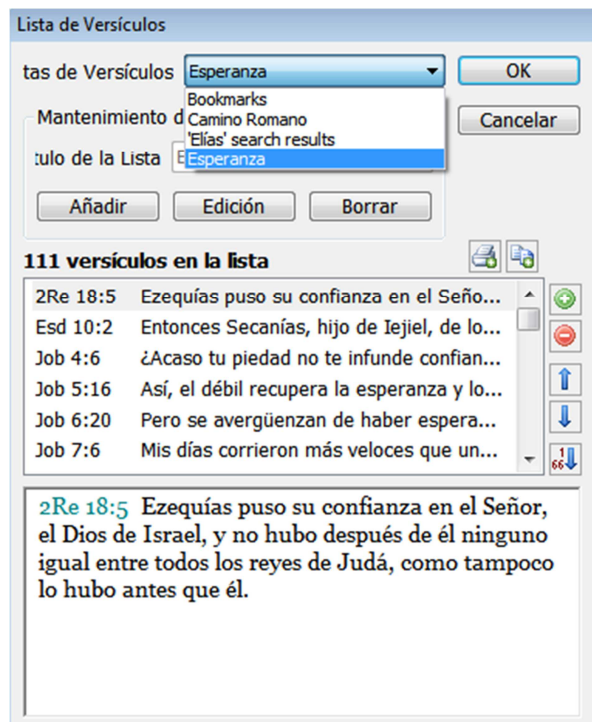 Lista de Versículos
tas de Versículos Esperanza OK
Bookmarks
Mantenimiento d Camino Romano Cancelar
'Elías' search results
tulo de la Lista E Esperanza
Añadir Edición Borrar
111 versículos en la lista
2Re 18:5 Ezequías puso su confianza en el Seño...
Esd 10:2 Entonces Secanías, hijo de Iejiel, de lo...
Job 4:6 ¿Acaso tu piedad no te infunde confian...
Job 5:16 Así, el débil recupera la esperanza y lo...
Job 6:20 Pero se avergüenzan de haber espera...
Job 7:6 Mis días corrieron más veloces que un...
1
66
2Re 18:5 Ezequías puso su confianza en el Señor,
el Dios de Israel, y no hubo después de él ninguno
igual entre todos los reyes de Judá, como tampoco
lo hubo antes que él.